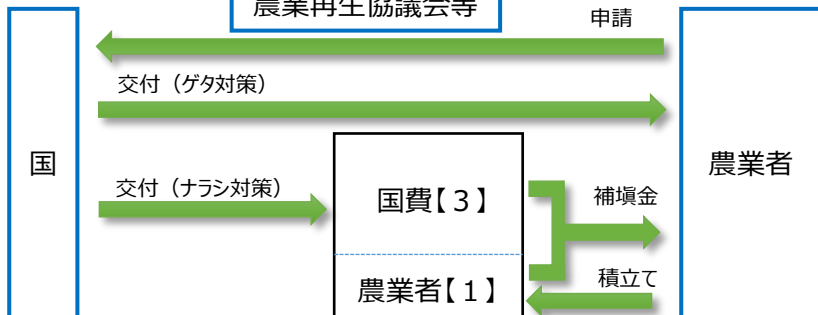 農業再生協議会等
申請
交付（ゲタ対策）
国
農業者
交付（ナラシ対策）
国費【３】
補塡金
農業者【１】
積立て